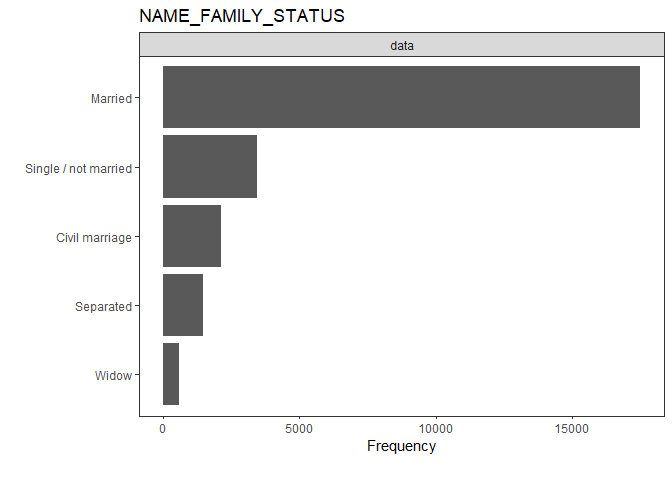 NAME_FAMILY_STATUS
data
Married
Single / not married
Civil marriage
Separated
Widow
0 5000 10000 15000
Frequency